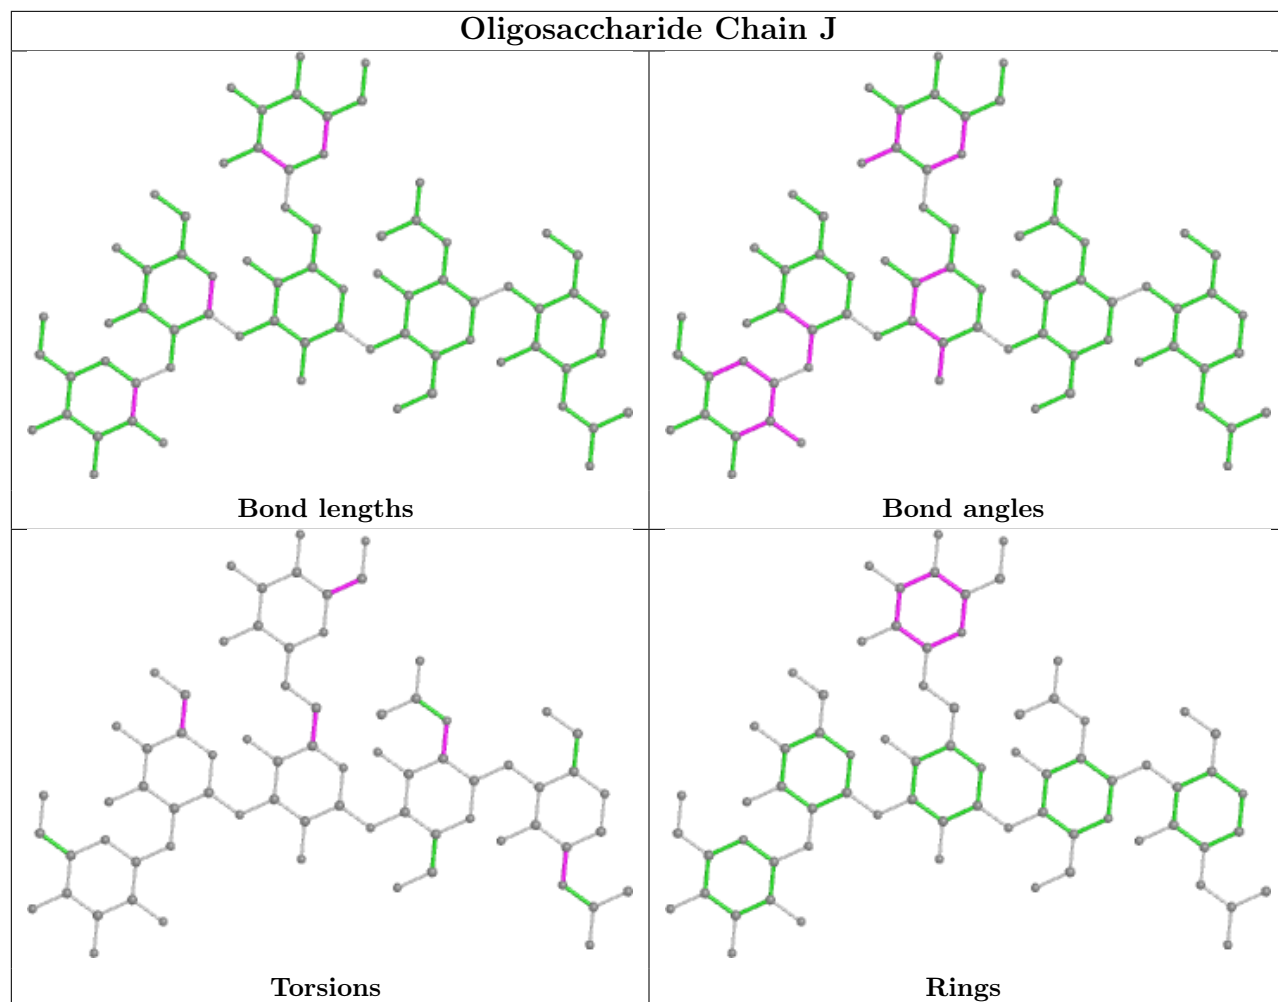 Oligosaccharide Chain J
Bond lengths
Bond angles
Torsions
Rings